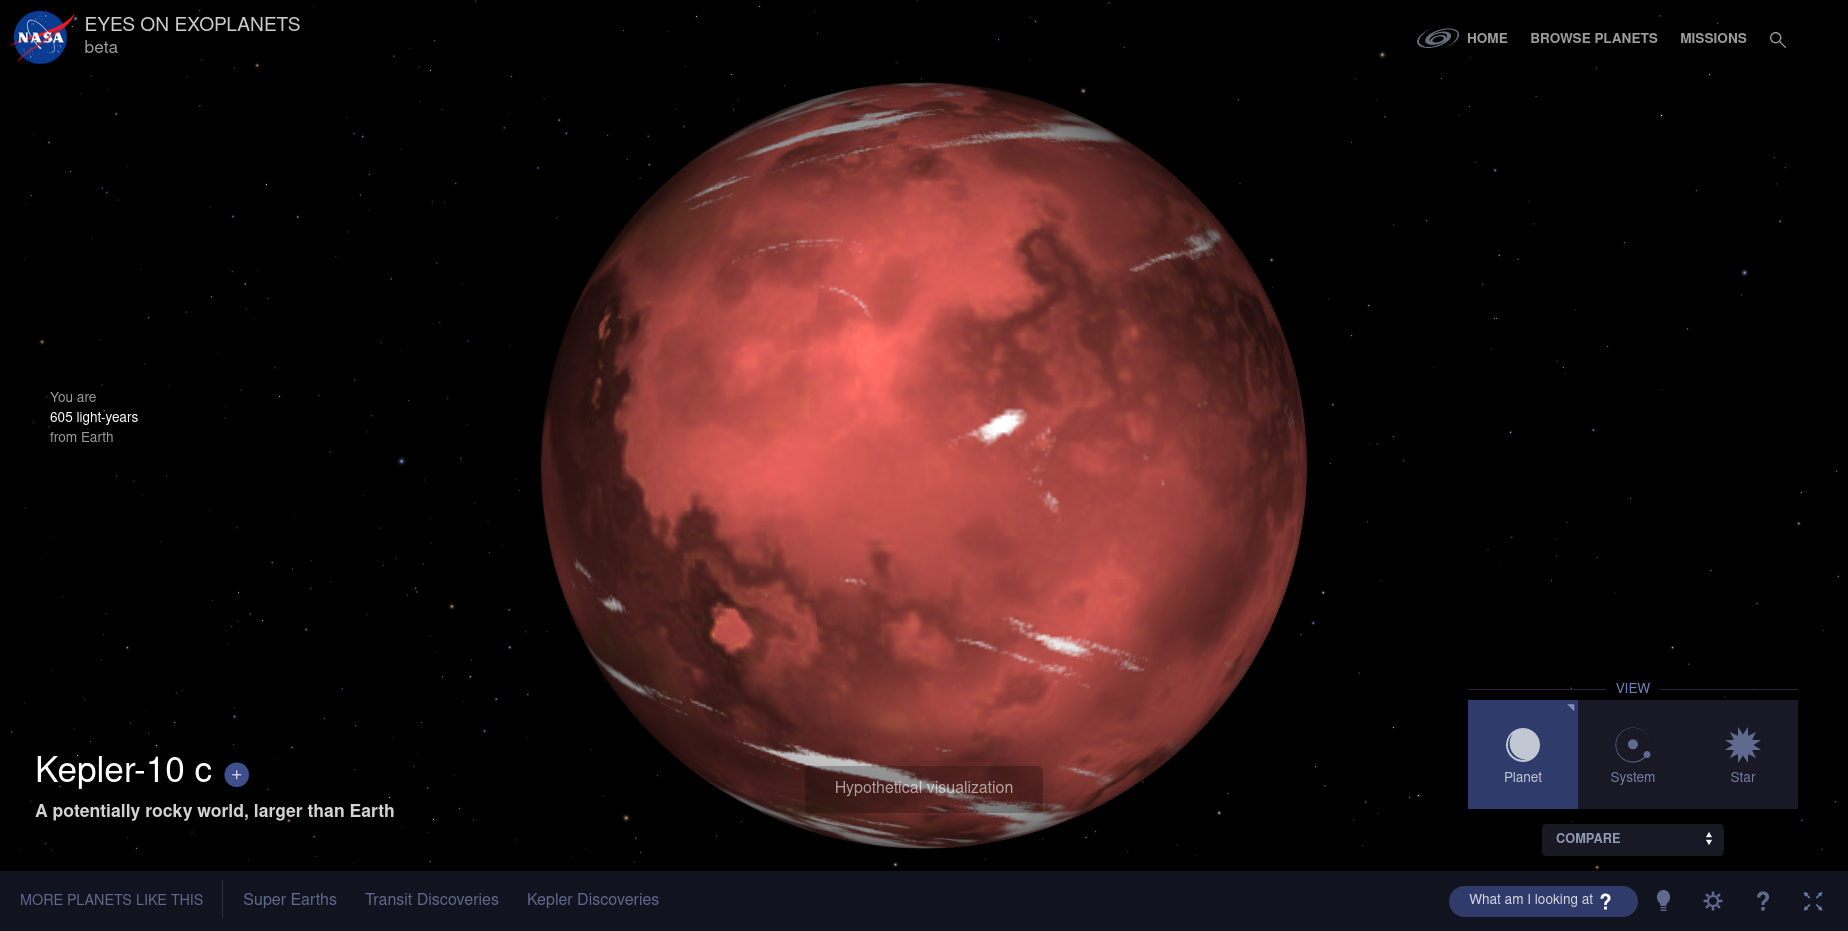 NASA
EYES ON EXOPLANETS
beta
HOME
BROWSE PLANETS
MISSIONS
You are
605 light-years
from Earth
Kepler-10 c +
A potentially rocky world, larger than Earth
Hypothetical visualization
VIEW
Planet
System
Star
COMPARE
MORE PLANETS LIKE THIS
Super Earths
Transit Discoveries
Kepler Discoveries
What am I looking at ?
?